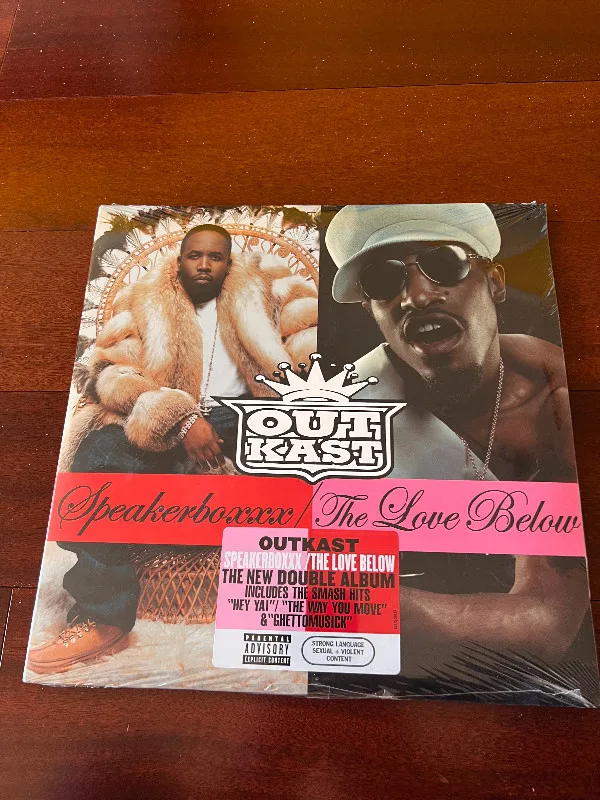 OUT
KAST
Speakerboxxx/The Love Below
OUTKAST
SPEAKERBOXXX/THE LOVE BELOW
THE NEW DOUBLE ALBUM
INCLUDES THE SMASH HITS
"HEY YA!"/ "THE WAY YOU MOVE"
& "GHETTOMUSICK"
PARENTAL
ADVISORY
EXPLICIT CONTENT
STRONG LANGUAGE
SEXUAL + VIOLENT
CONTENT